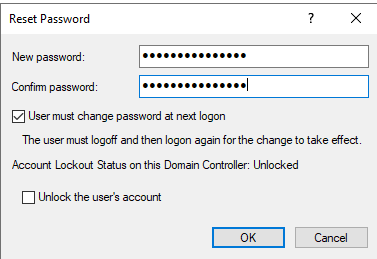 Reset Password
New password: ●●●●●●●●●●●●●●●
Confirm password: ●●●●●●●●●●●●●●●
User must change password at next logon
The user must logoff and then logon again for the change to take effect.
Account Lockout Status on this Domain Controller: Unlocked
Unlock the user's account
OK Cancel